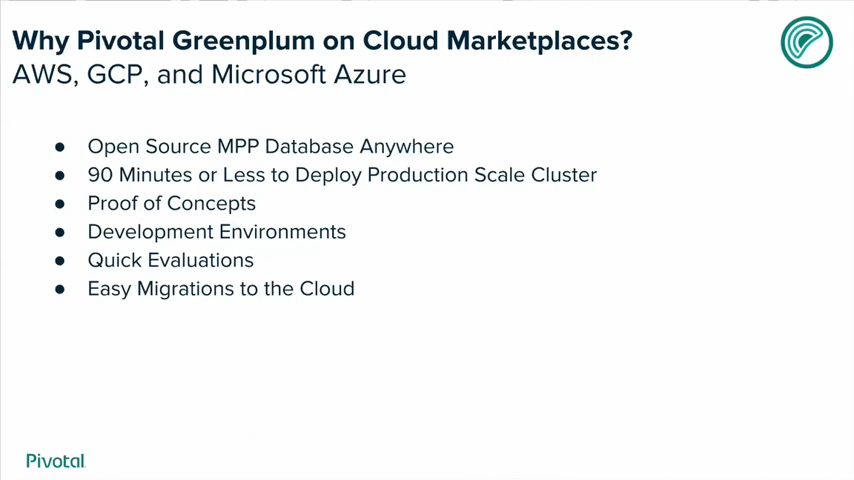 Why Pivotal Greenplum on Cloud Marketplaces?
AWS, GCP, and Microsoft Azure
● Open Source MPP Database Anywhere
● 90 Minutes or Less to Deploy Production Scale Cluster
● Proof of Concepts
● Development Environments
● Quick Evaluations
● Easy Migrations to the Cloud
Pivotal